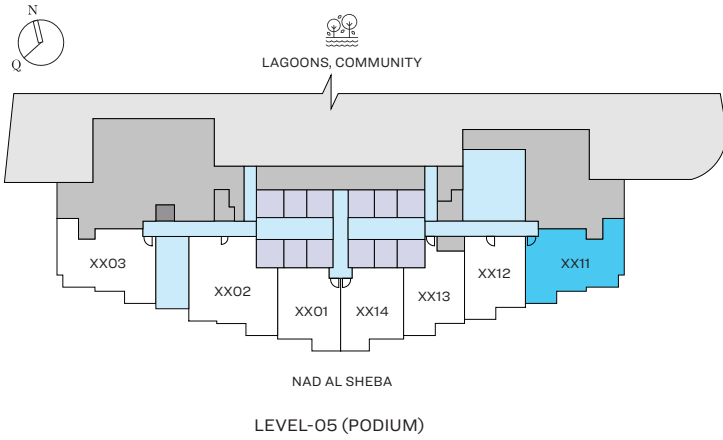 N
Q
LAGOONS, COMMUNITY
XX03
XX02
XX01
XX14
XX13
XX12
XX11
NAD AL SHEBA
LEVEL-05 (PODIUM)